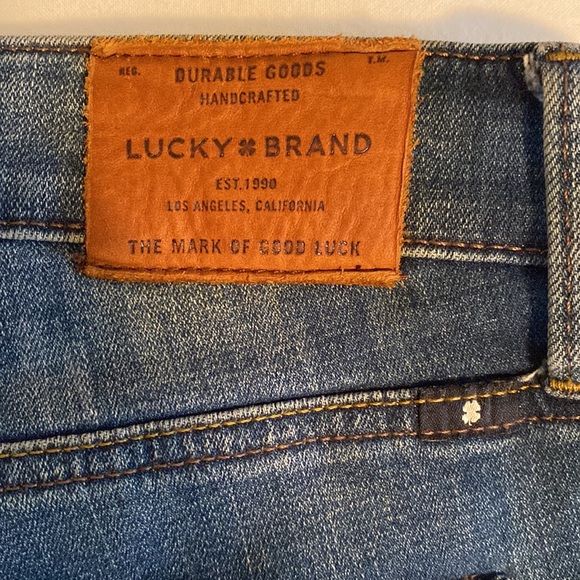 REG. DURABLE GOODS T.M.
HANDCRAFTED
LUCKY BRAND
EST. 1990
LOS ANGELES, CALIFORNIA
THE MARK OF GOOD LUCK